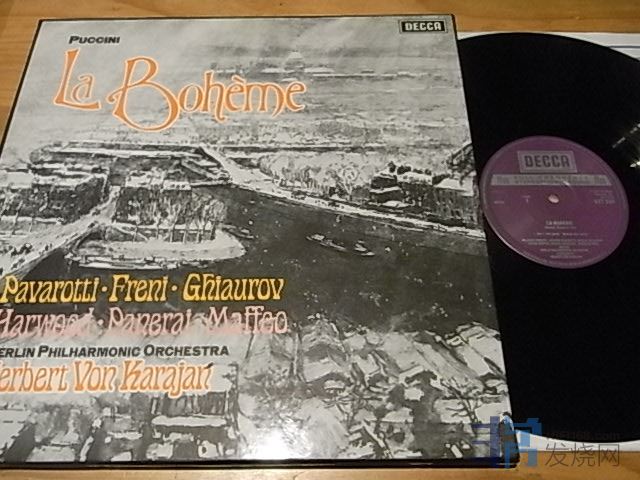 PUCCINI
DECCA
La Bohème
Pavarotti · Freni · Ghiaurov
Harwood · Panerai · Maffeo
ERLIN PHILHARMONIC ORCHESTRA
erbert Von Karajan
DECCA
LA BOHEME
发烧网